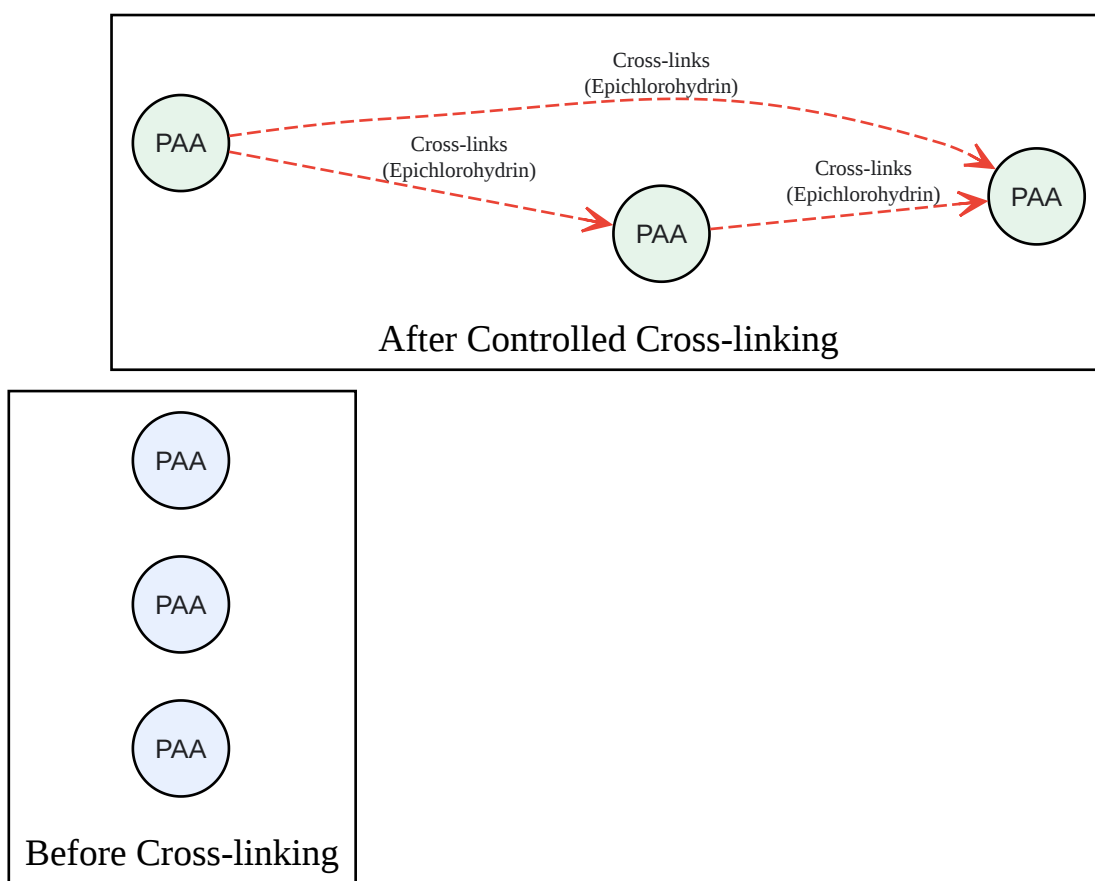 Cross-links
(Epichlorohydrin)
PAA
Cross-links
(Epichlorohydrin)
Cross-links
(Epichlorohydrin)
PAA
PAA
After Controlled Cross-linking
PAA
PAA
PAA
Before Cross-linking